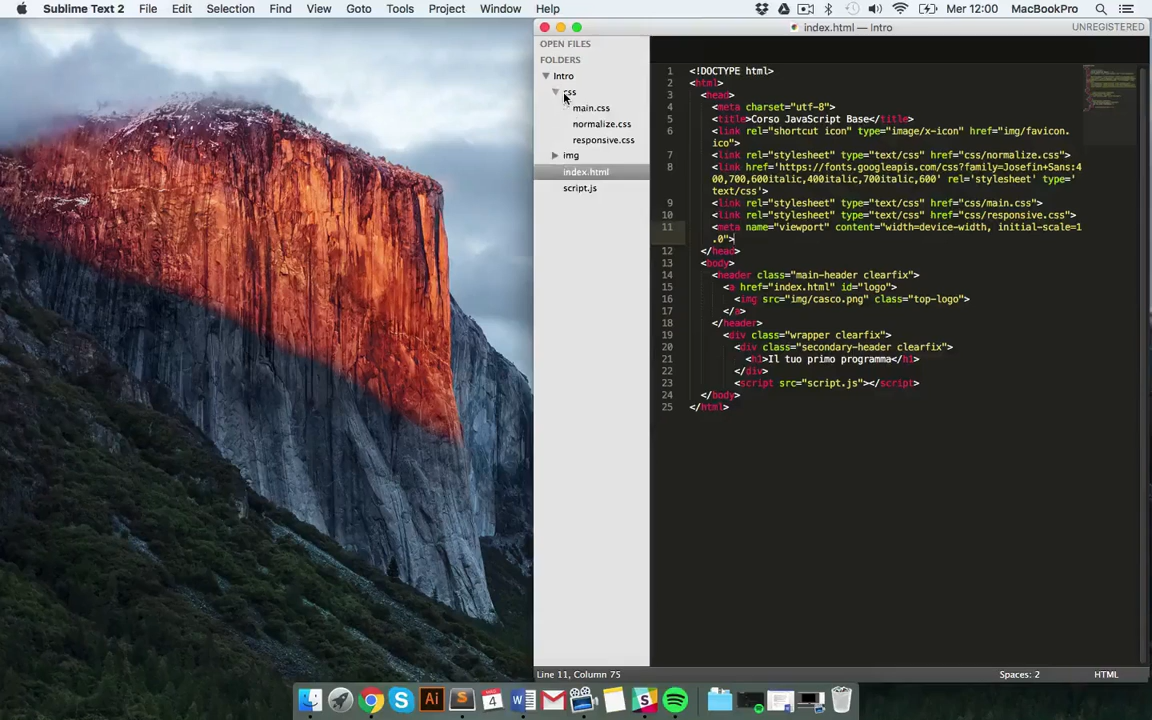 Sublime Text 2 File Edit Selection Find View Goto Tools Project Window Help Mer 12:00 MacBookPro
index.html — Intro UNREGISTERED
OPEN FILES
FOLDERS
Intro
css
main.css
normalize.css
responsive.css
img
index.html
script.js
1 <!DOCTYPE html>
2 <html>
3 <head>
4 <meta charset="utf-8">
5 <title>Corso JavaScript Base</title>
6 <link rel="shortcut icon" type="image/x-icon" href="img/favicon.
ico">
7 <link rel="stylesheet" type="text/css" href="css/normalize.css">
8 <link href='https://fonts.googleapis.com/css?family=Josefin+Sans:4
00,700,600italic,400italic,700italic,600' rel='stylesheet' type='
text/css'>
9 <link rel="stylesheet" type="text/css" href="css/main.css">
10 <link rel="stylesheet" type="text/css" href="css/responsive.css">
11 <meta name="viewport" content="width=device-width, initial-scale=1
.0">
12 </head>
13 <body>
14 <header class="main-header clearfix">
15 <a href="index.html" id="logo">
16 <img src="img/casco.png" class="top-logo">
17 </a>
18 </header>
19 <div class="wrapper clearfix">
20 <div class="secondary-header clearfix">
21 <h1>Il tuo primo programma</h1>
22 </div>
23 <script src="script.js"></script>
24 </body>
25 </html>
Line 11, Column 75 Spaces: 2 HTML
Ai S 4 W